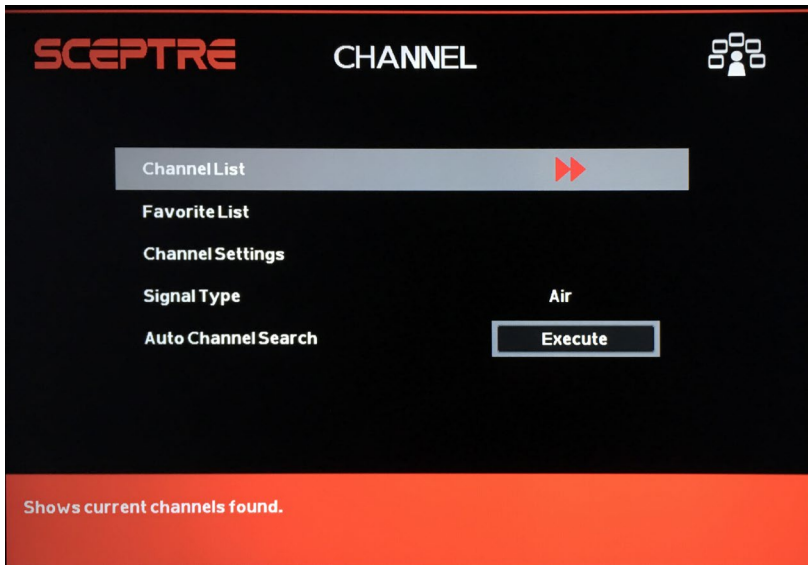 SCEPTRE CHANNEL
Channel List
Favorite List
Channel Settings
Signal Type Air
Auto Channel Search Execute
Shows current channels found.